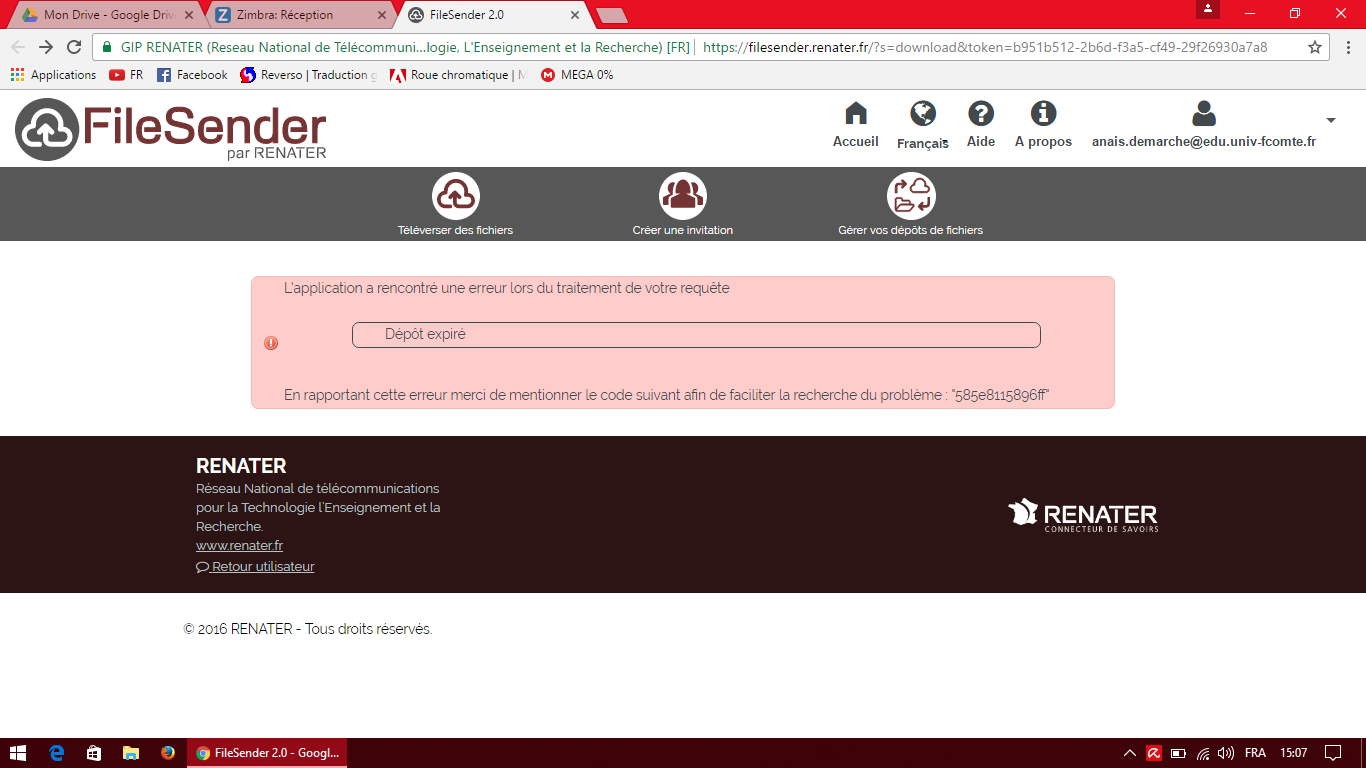 Mon Drive - Google Driv
Zimbra: Réception
FileSender 2.0
GIP RENATER (Reseau National de Télécommuni...logie, L'Enseignement et la Recherche) [FR] https://filesender.renater.fr/?s=download&token=b951b512-2b6d-f3a5-cf49-29f26930a7a8
Applications FR Facebook Reverso | Traduction g Roue chromatique | M MEGA 0%
FileSender
par RENATER
Accueil Français Aide A propos anais.demarche@edu.univ-fcomte.fr
Téléverser des fichiers Créer une invitation Gérer vos dépôts de fichiers
L'application a rencontré une erreur lors du traitement de votre requête
Dépôt expiré
En rapportant cette erreur merci de mentionner le code suivant afin de faciliter la recherche du problème : "585e8115896ff"
RENATER
Réseau National de télécommunications
pour la Technologie l'Enseignement et la
Recherche.
www.renater.fr
Retour utilisateur
RENATER
CONNECTEUR DE SAVOIRS
© 2016 RENATER - Tous droits réservés.
FileSender 2.0 - Googl...
FRA 15:07